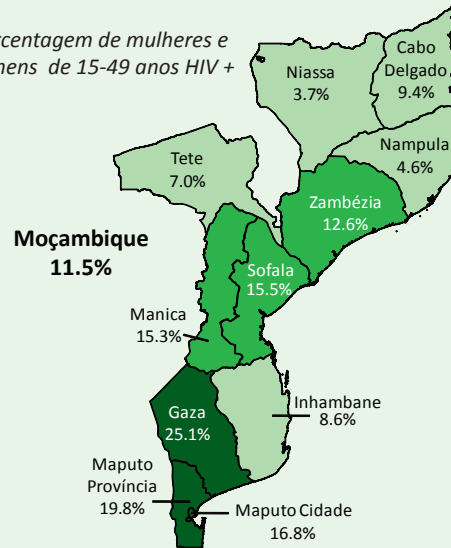 rcentagem de mulheres e
mens de 15-49 anos HIV +
Cabo
Delgado
9.4%
Niassa
3.7%
Nampula
4.6%
Tete
7.0%
Zambézia
12.6%
Moçambique
11.5%
Sofala
15.5%
Manica
15.3%
Inhambane
8.6%
Gaza
25.1%
Maputo
Província
19.8%
Maputo Cidade
16.8%